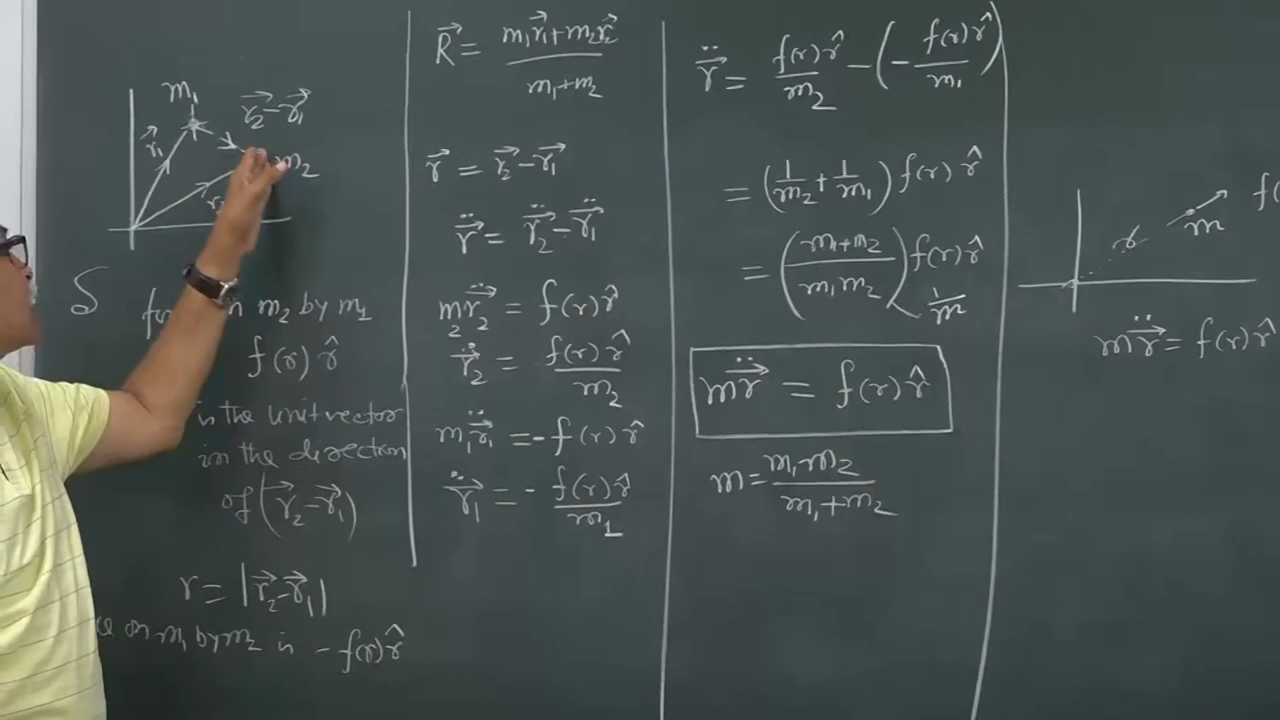 m₁
r⃗₂-r⃗₁
r⃗₁
m₂
S
m₂ by m₁
f(r) r̂
is the unit vector
in the direction
of (r⃗₂-r⃗₁)
r = |r⃗₂-r⃗₁|
on m₁ by m₂ is -f(r) r̂
R⃗ = (m₁r⃗₁+m₂r⃗₂)/(m₁+m₂)
r⃗ = r⃗₂-r⃗₁
r⃗̈ = r⃗̈₂-r⃗̈₁
m₂r⃗̈₂ = f(r) r̂
r⃗̈₂ = f(r) r̂/m₂
m₁r⃗̈₁ = -f(r) r̂
r⃗̈₁ = - f(r) r̂/m₁
r⃗̈ = f(r) r̂/m₂ - (- f(r) r̂/m₁)
= (1/m₂ + 1/m₁) f(r) r̂
= ((m₁+m₂)/(m₁m₂)) f(r) r̂
1/m
m r⃗̈ = f(r) r̂
m = m₁m₂/(m₁+m₂)
r
m
m r⃗̈ = f(r) r̂